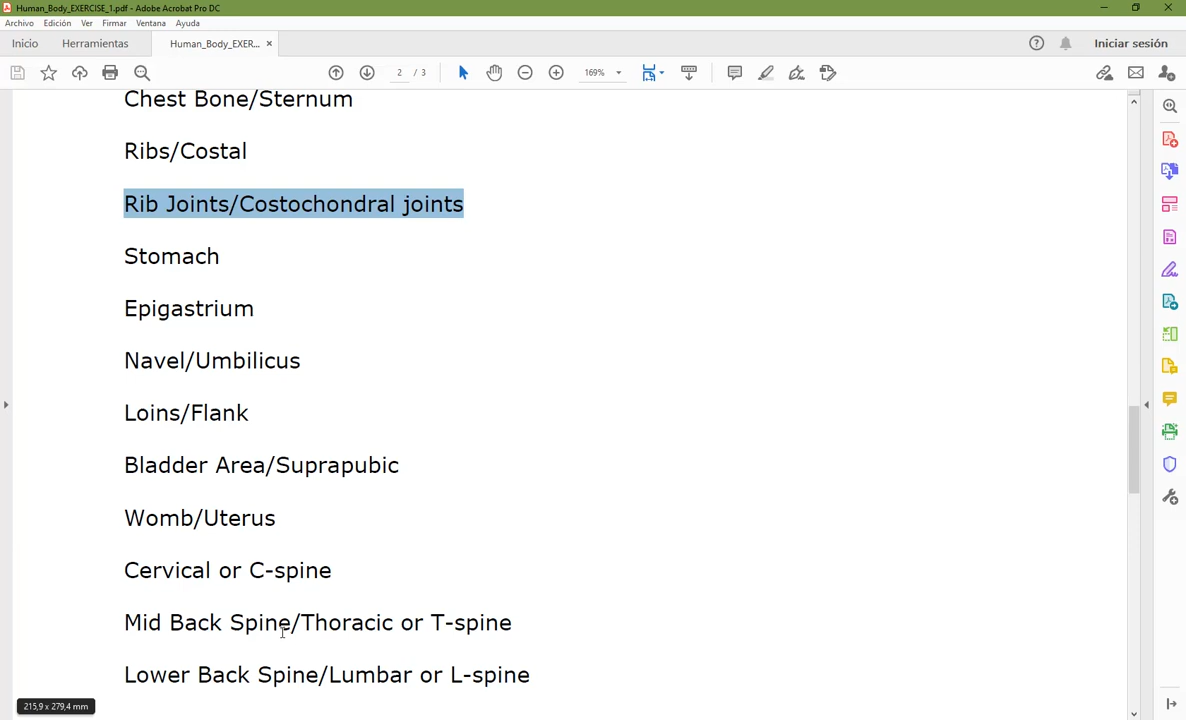 Human_Body_EXERCISE_1.pdf - Adobe Acrobat Pro DC
Archivo Edición Ver Firmar Ventana Ayuda
Inicio Herramientas Human_Body_EXER... × Iniciar sesión
2 / 3 169%
Chest Bone/Sternum
Ribs/Costal
Rib Joints/Costochondral joints
Stomach
Epigastrium
Navel/Umbilicus
Loins/Flank
Bladder Area/Suprapubic
Womb/Uterus
Cervical or C-spine
Mid Back Spine/Thoracic or T-spine
Lower Back Spine/Lumbar or L-spine
215,9 x 279,4 mm